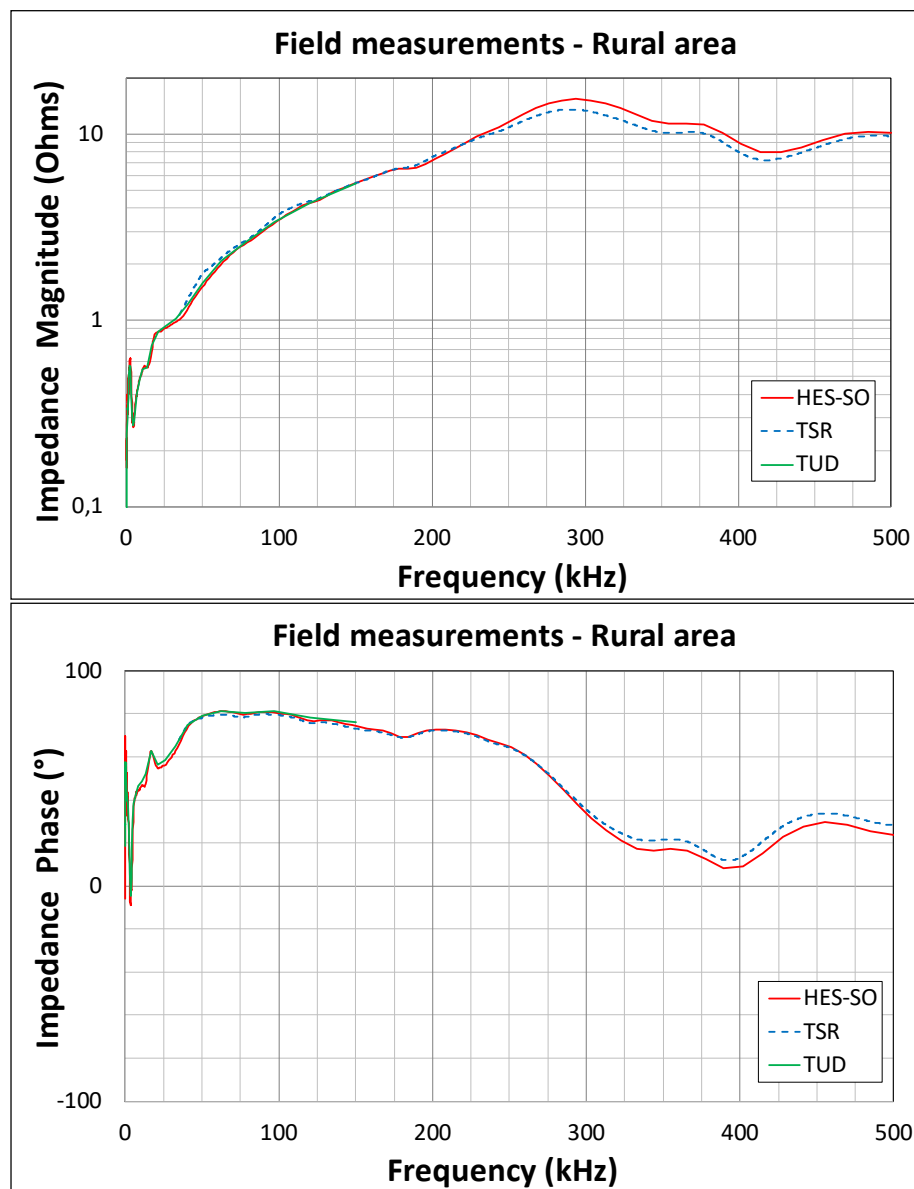 Field measurements - Rural area
Impedance Magnitude (Ohms)
10
1
0,1
HES-SO
TSR
TUD
0 100 200 300 400 500
Frequency (kHz)
Field measurements - Rural area
Impedance Phase (°)
100
0
-100
HES-SO
TSR
TUD
0 100 200 300 400 500
Frequency (kHz)